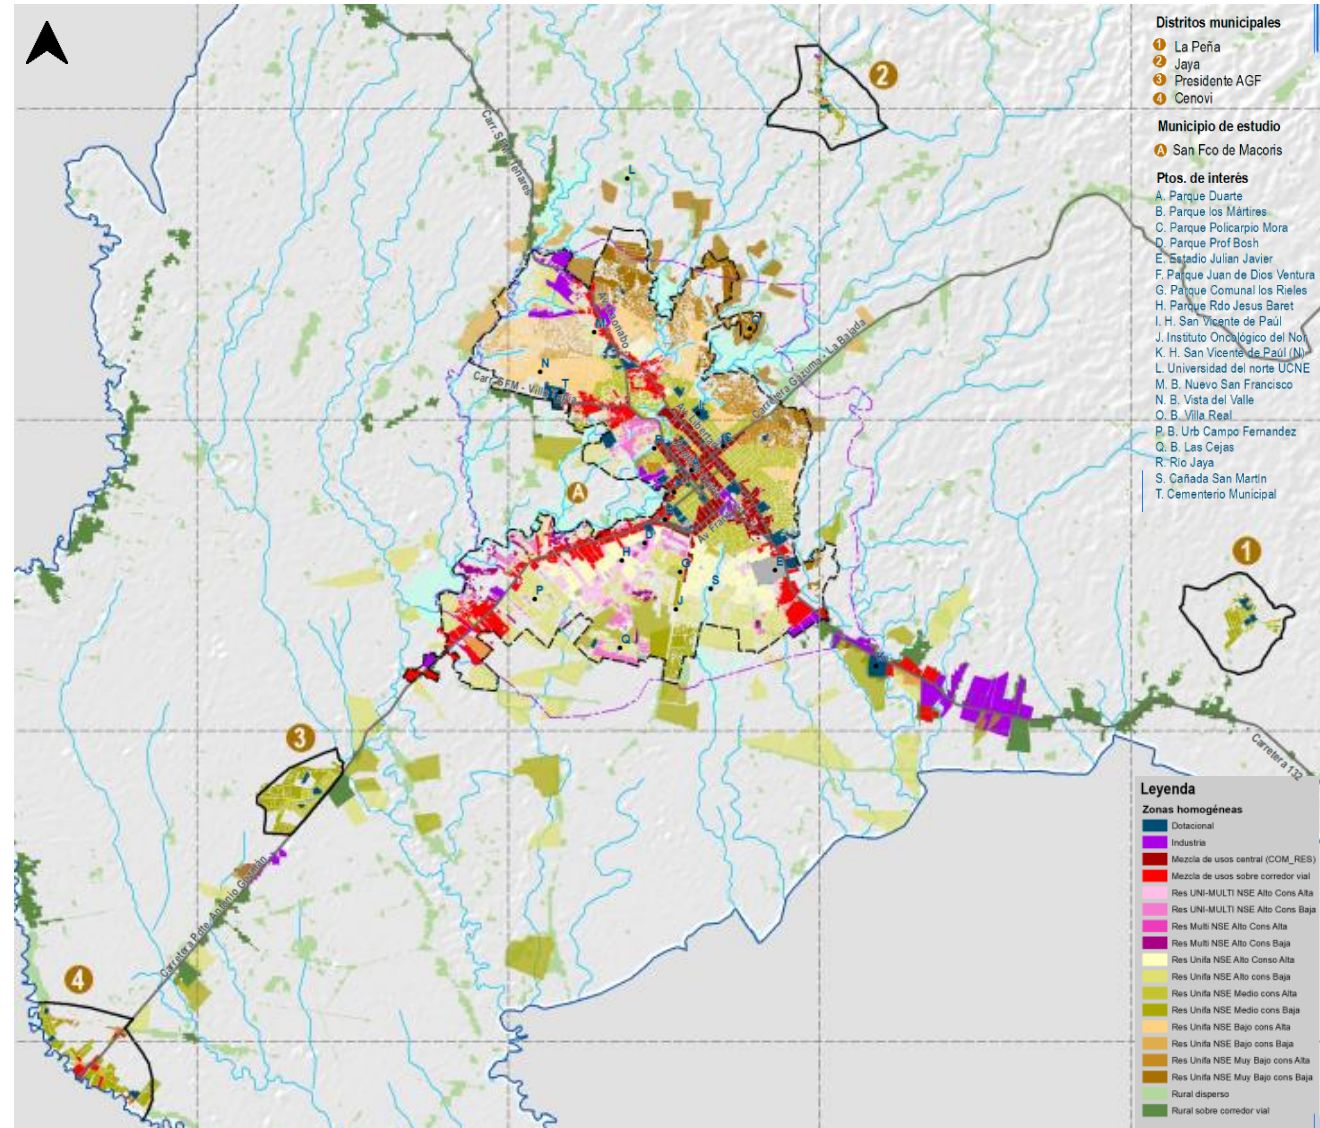 Distritos municipales
1 La Peña
2 Jaya
3 Presidente AGF
4 Cenovi
Municipio de estudio
A San Fco de Macoris
Ptos. de interés
A. Parque Duarte
B. Parque los Mártires
C. Parque Policarpio Mora
D. Parque Prof Bosh
E. Estadio Julian Javier
F. Parque Juan de Dios Ventura
G. Parque Comunal los Rieles
H. Parque Rdo Jesus Baret
I. H. San Vicente de Paúl
J. Instituto Oncológico del Nor
K. H. San Vicente de Paúl (N)
L. Universidad del norte UCNE
M. B. Nuevo San Francisco
N. B. Vista del Valle
O. B. Villa Real
P. B. Urb Campo Fernandez
Q. B. Las Cejas
R. Rio Jaya
S. Cañada San Martín
T. Cementerio Municipal
2
L
M
N
T
A
D
H
P
S
J
Q
E
1
3
4
Carretera Gozuma - La Bajada
Carretera Pdte. Antonio Guzmán
Carretera 132
Leyenda
Zonas homogéneas
Dotacional
Industria
Mezcla de usos central (COM_RES)
Mezcla de usos sobre corredor vial
Res UNI-MULTI NSE Alto Cons Alta
Res UNI-MULTI NSE Alto Cons Baja
Res Multi NSE Alto Cons Alta
Res Multi NSE Alto Cons Baja
Res Unifa NSE Alto Conso Alta
Res Unifa NSE Alto cons Baja
Res Unifa NSE Medio cons Alta
Res Unifa NSE Medio cons Baja
Res Unifa NSE Bajo cons Alta
Res Unifa NSE Bajo cons Baja
Res Unifa NSE Muy Bajo cons Alta
Res Unifa NSE Muy Bajo cons Baja
Rural disperso
Rural sobre corredor vial